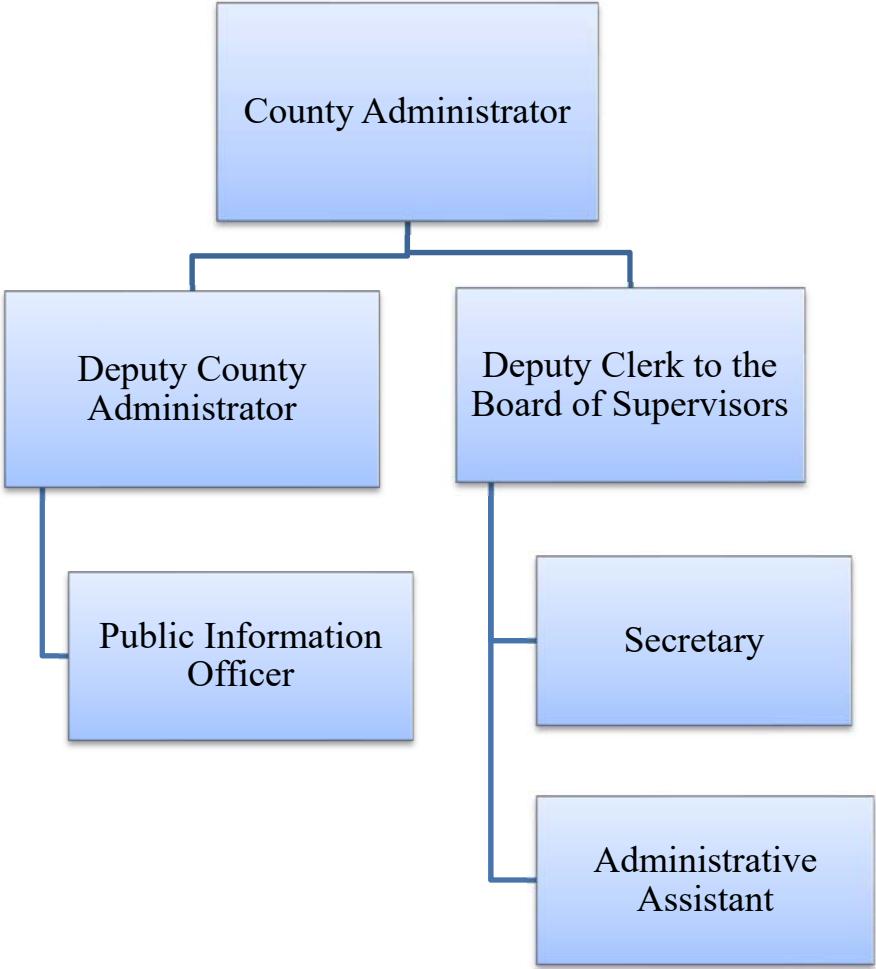 County Administrator
Deputy County
Administrator
Deputy Clerk to the
Board of Supervisors
Public Information
Officer
Secretary
Administrative
Assistant